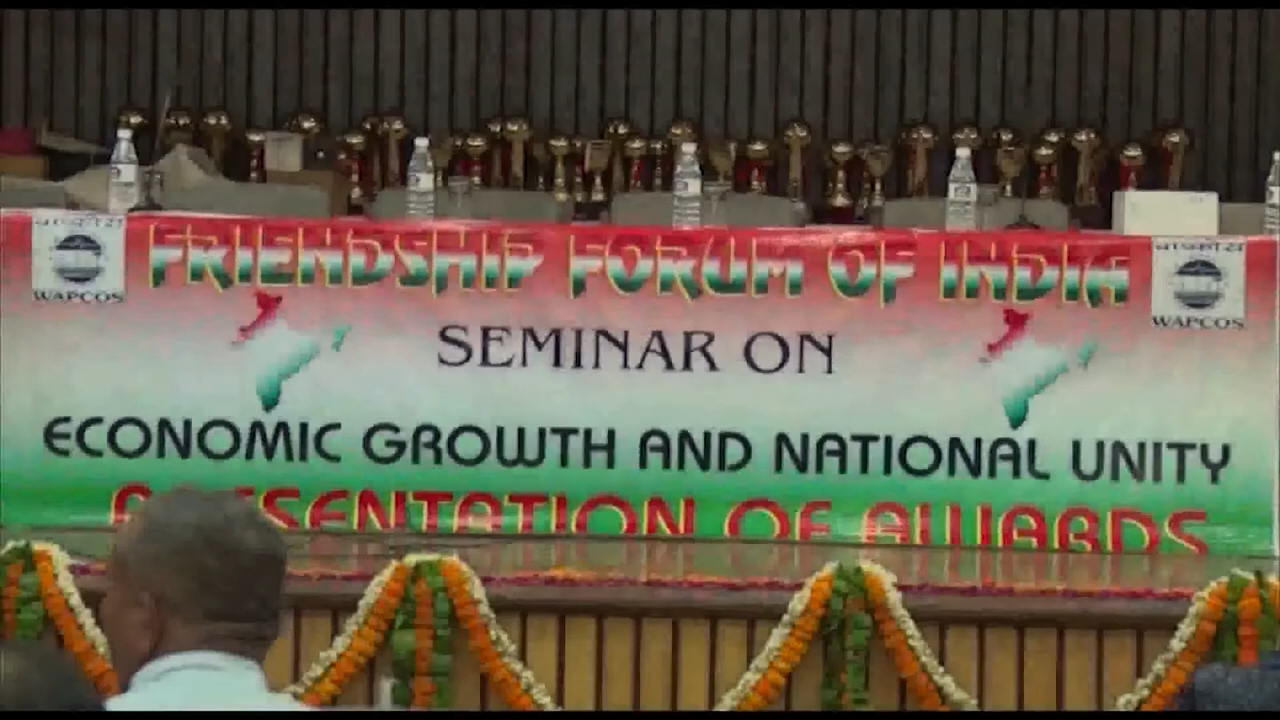 FRIENDSHIP FORUM OF INDIA
WAPCOS
WAPCOS
SEMINAR ON
ECONOMIC GROWTH AND NATIONAL UNITY
OF AWARDS